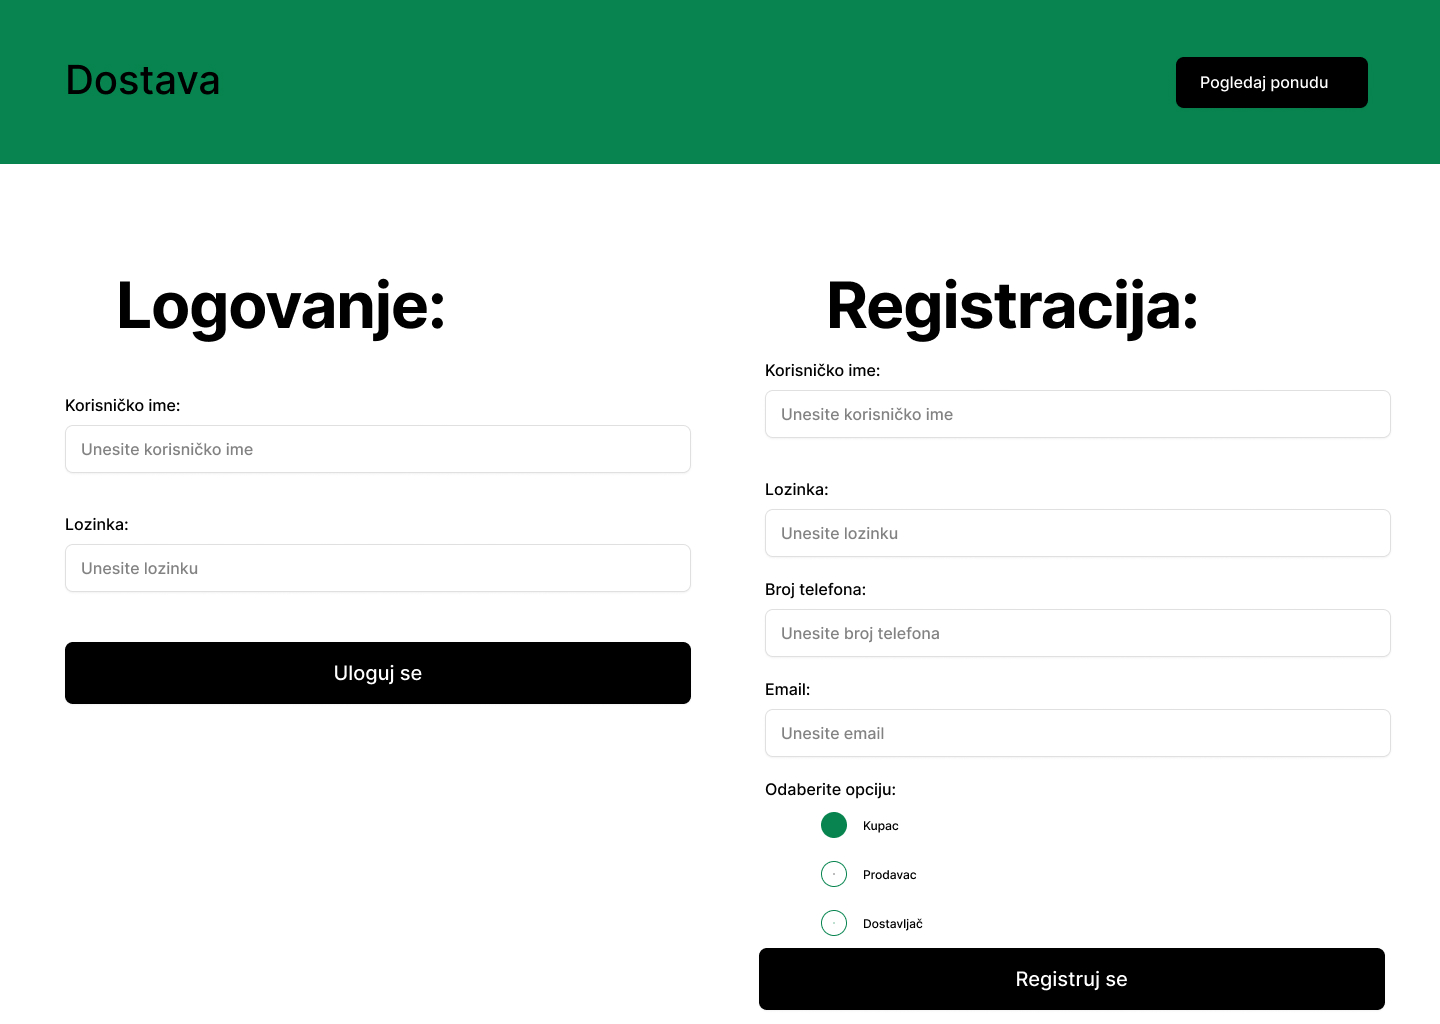 Dostava
Pogledaj ponudu
Logovanje:
Korisničko ime:
Unesite korisničko ime
Lozinka:
Unesite lozinku
Uloguj se
Registracija:
Korisničko ime:
Unesite korisničko ime
Lozinka:
Unesite lozinku
Broj telefona:
Unesite broj telefona
Email:
Unesite email
Odaberite opciju:
Kupac
Prodavac
Dostavljač
Registruj se